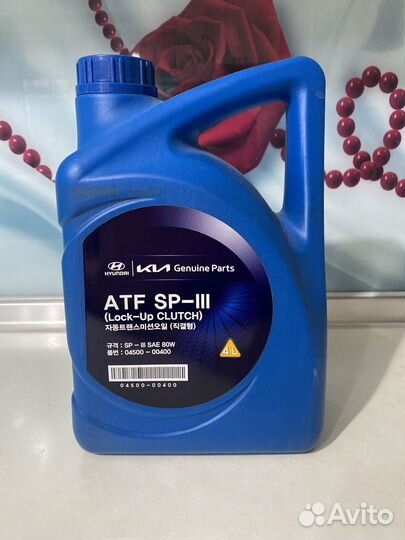 HYUNDAI KIA Genuine Parts
ATF SP-III
(Lock-Up CLUTCH)
자동트랜스미션오일 (직결형)
규격 : SP - III SAE 80W
품번 : 04500 - 00400
4L
04500-00400
Avito